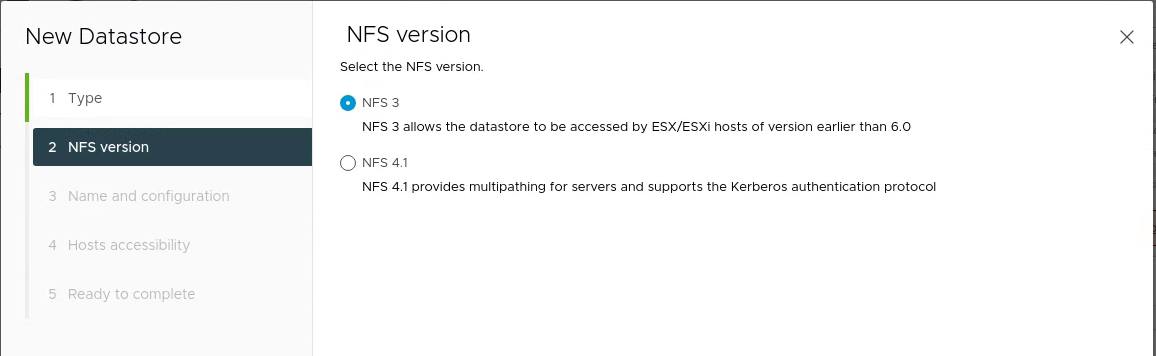 New Datastore
1 Type
2 NFS version
3 Name and configuration
4 Hosts accessibility
5 Ready to complete
NFS version
Select the NFS version.
NFS 3
NFS 3 allows the datastore to be accessed by ESX/ESXi hosts of version earlier than 6.0
NFS 4.1
NFS 4.1 provides multipathing for servers and supports the Kerberos authentication protocol